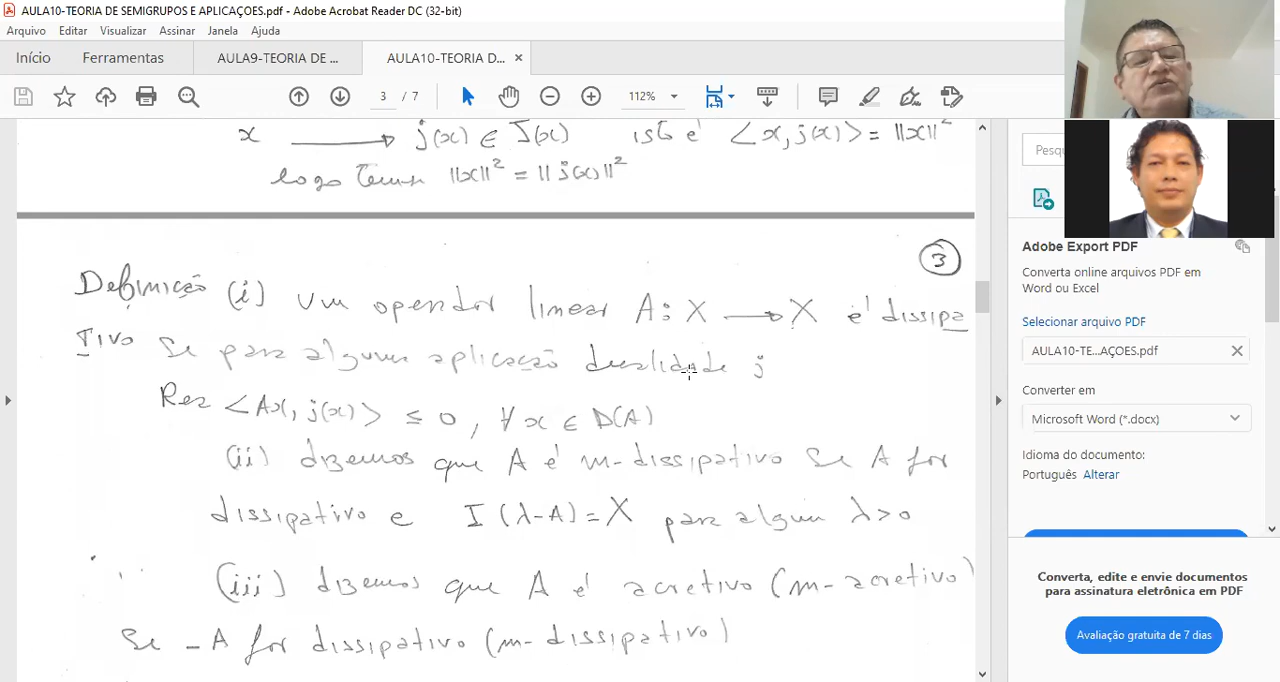 AULA10-TEORIA DE SEMIGRUPOS E APLICAÇOES.pdf - Adobe Acrobat Reader DC (32-bit)
Arquivo Editar Visualizar Assinar Janela Ajuda
Início Ferramentas AULA9-TEORIA DE ... AULA10-TEORIA D... ×
3 / 7 112%
x → j(x) ∈ J(x) isto é <x, j(x)> = ||x||²
logo temos ||x||² = ||j(x)||²
3
Definição (i) Um operador linear A: X → X é dissipa
tivo se para alguma aplicação dualidade j
Re <Ax, j(x)> ≤ 0, ∀ x ∈ D(A)
(ii) dizemos que A é m-dissipativo se A for
dissipativo e I(λ-A) = X para algum λ>0
(iii) dizemos que A é acretivo (m-acretivo)
se -A for dissipativo (m-dissipativo)
Pesqu
Adobe Export PDF
Converta online arquivos PDF em
Word ou Excel
Selecionar arquivo PDF
AULA10-TE...AÇOES.pdf
Converter em
Microsoft Word (*.docx)
Idioma do documento:
Português Alterar
Converta, edite e envie documentos
para assinatura eletrônica em PDF
Avaliação gratuita de 7 dias